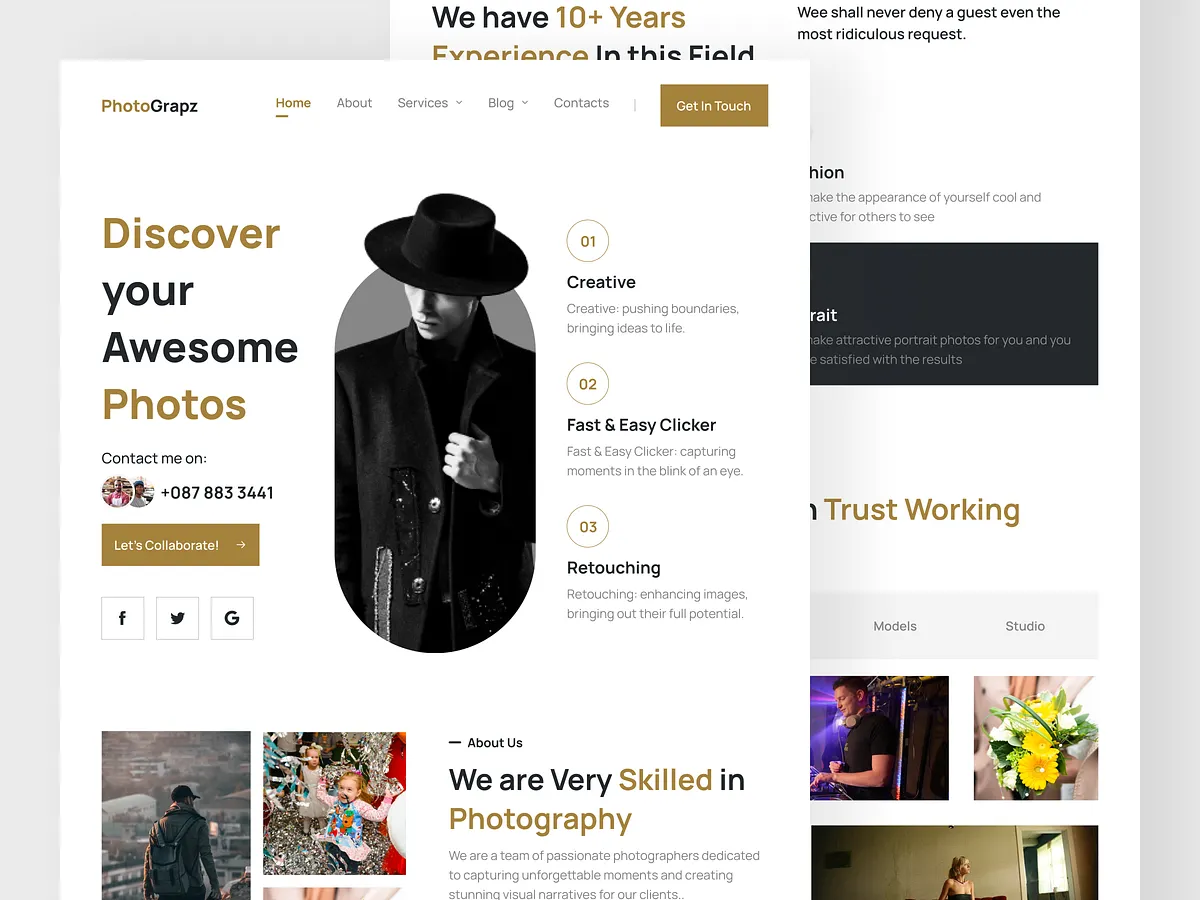 We have 10+ Years
Experience In this Field
Wee shall never deny a guest even the
most ridiculous request.
PhotoGrapz
Home
About
Services
Blog
Contacts
Get In Touch
Discover
your
Awesome
Photos
Contact me on:
+087 883 3441
Let's Collaborate!
01
Creative
Creative: pushing boundaries,
bringing ideas to life.
02
Fast & Easy Clicker
Fast & Easy Clicker: capturing
moments in the blink of an eye.
03
Retouching
Retouching: enhancing images,
bringing out their full potential.
About Us
We are Very Skilled in
Photography
We are a team of passionate photographers dedicated
to capturing unforgettable moments and creating
stunning visual narratives for our clients..
the appearance of yourself cool and
for others to see
attractive portrait photos for you and you
satisfied with the results
Trust Working
Models
Studio